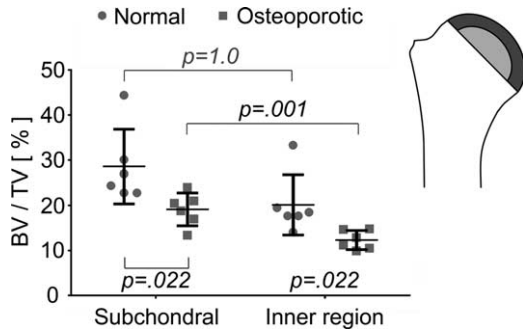 Normal Osteoporotic
p=1.0
p=.001
50
40
30
20
10
0
BV / TV [ % ]
p=.022 p=.022
Subchondral Inner region